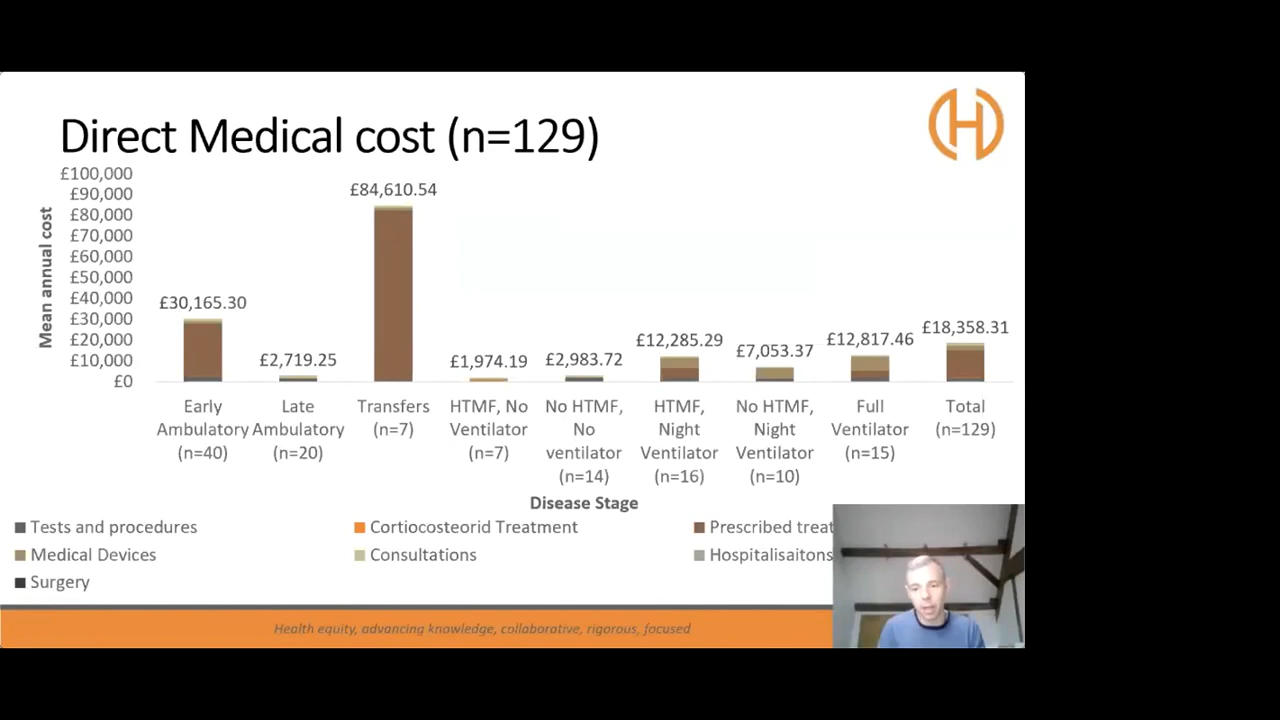 Direct Medical cost (n=129)
£100,000
£90,000
£80,000
£70,000
£60,000
£50,000
£40,000
£30,000
£20,000
£10,000
£0
Mean annual cost
£30,165.30
£2,719.25
£84,610.54
£1,974.19
£2,983.72
£12,285.29
£7,053.37
£12,817.46
£18,358.31
Early
Ambulatory
(n=40)
Late
Ambulatory
(n=20)
Transfers
(n=7)
HTMF, No
Ventilator
(n=7)
No HTMF,
No
ventilator
(n=14)
HTMF,
Night
Ventilator
(n=16)
No HTMF,
Night
Ventilator
(n=10)
Full
Ventilator
(n=15)
Total
(n=129)
Disease Stage
Tests and procedures
Cortiocosteorid Treatment
Prescribed treat
Medical Devices
Consultations
Hospitalisaitons
Surgery
Health equity, advancing knowledge, collaborative, rigorous, focused